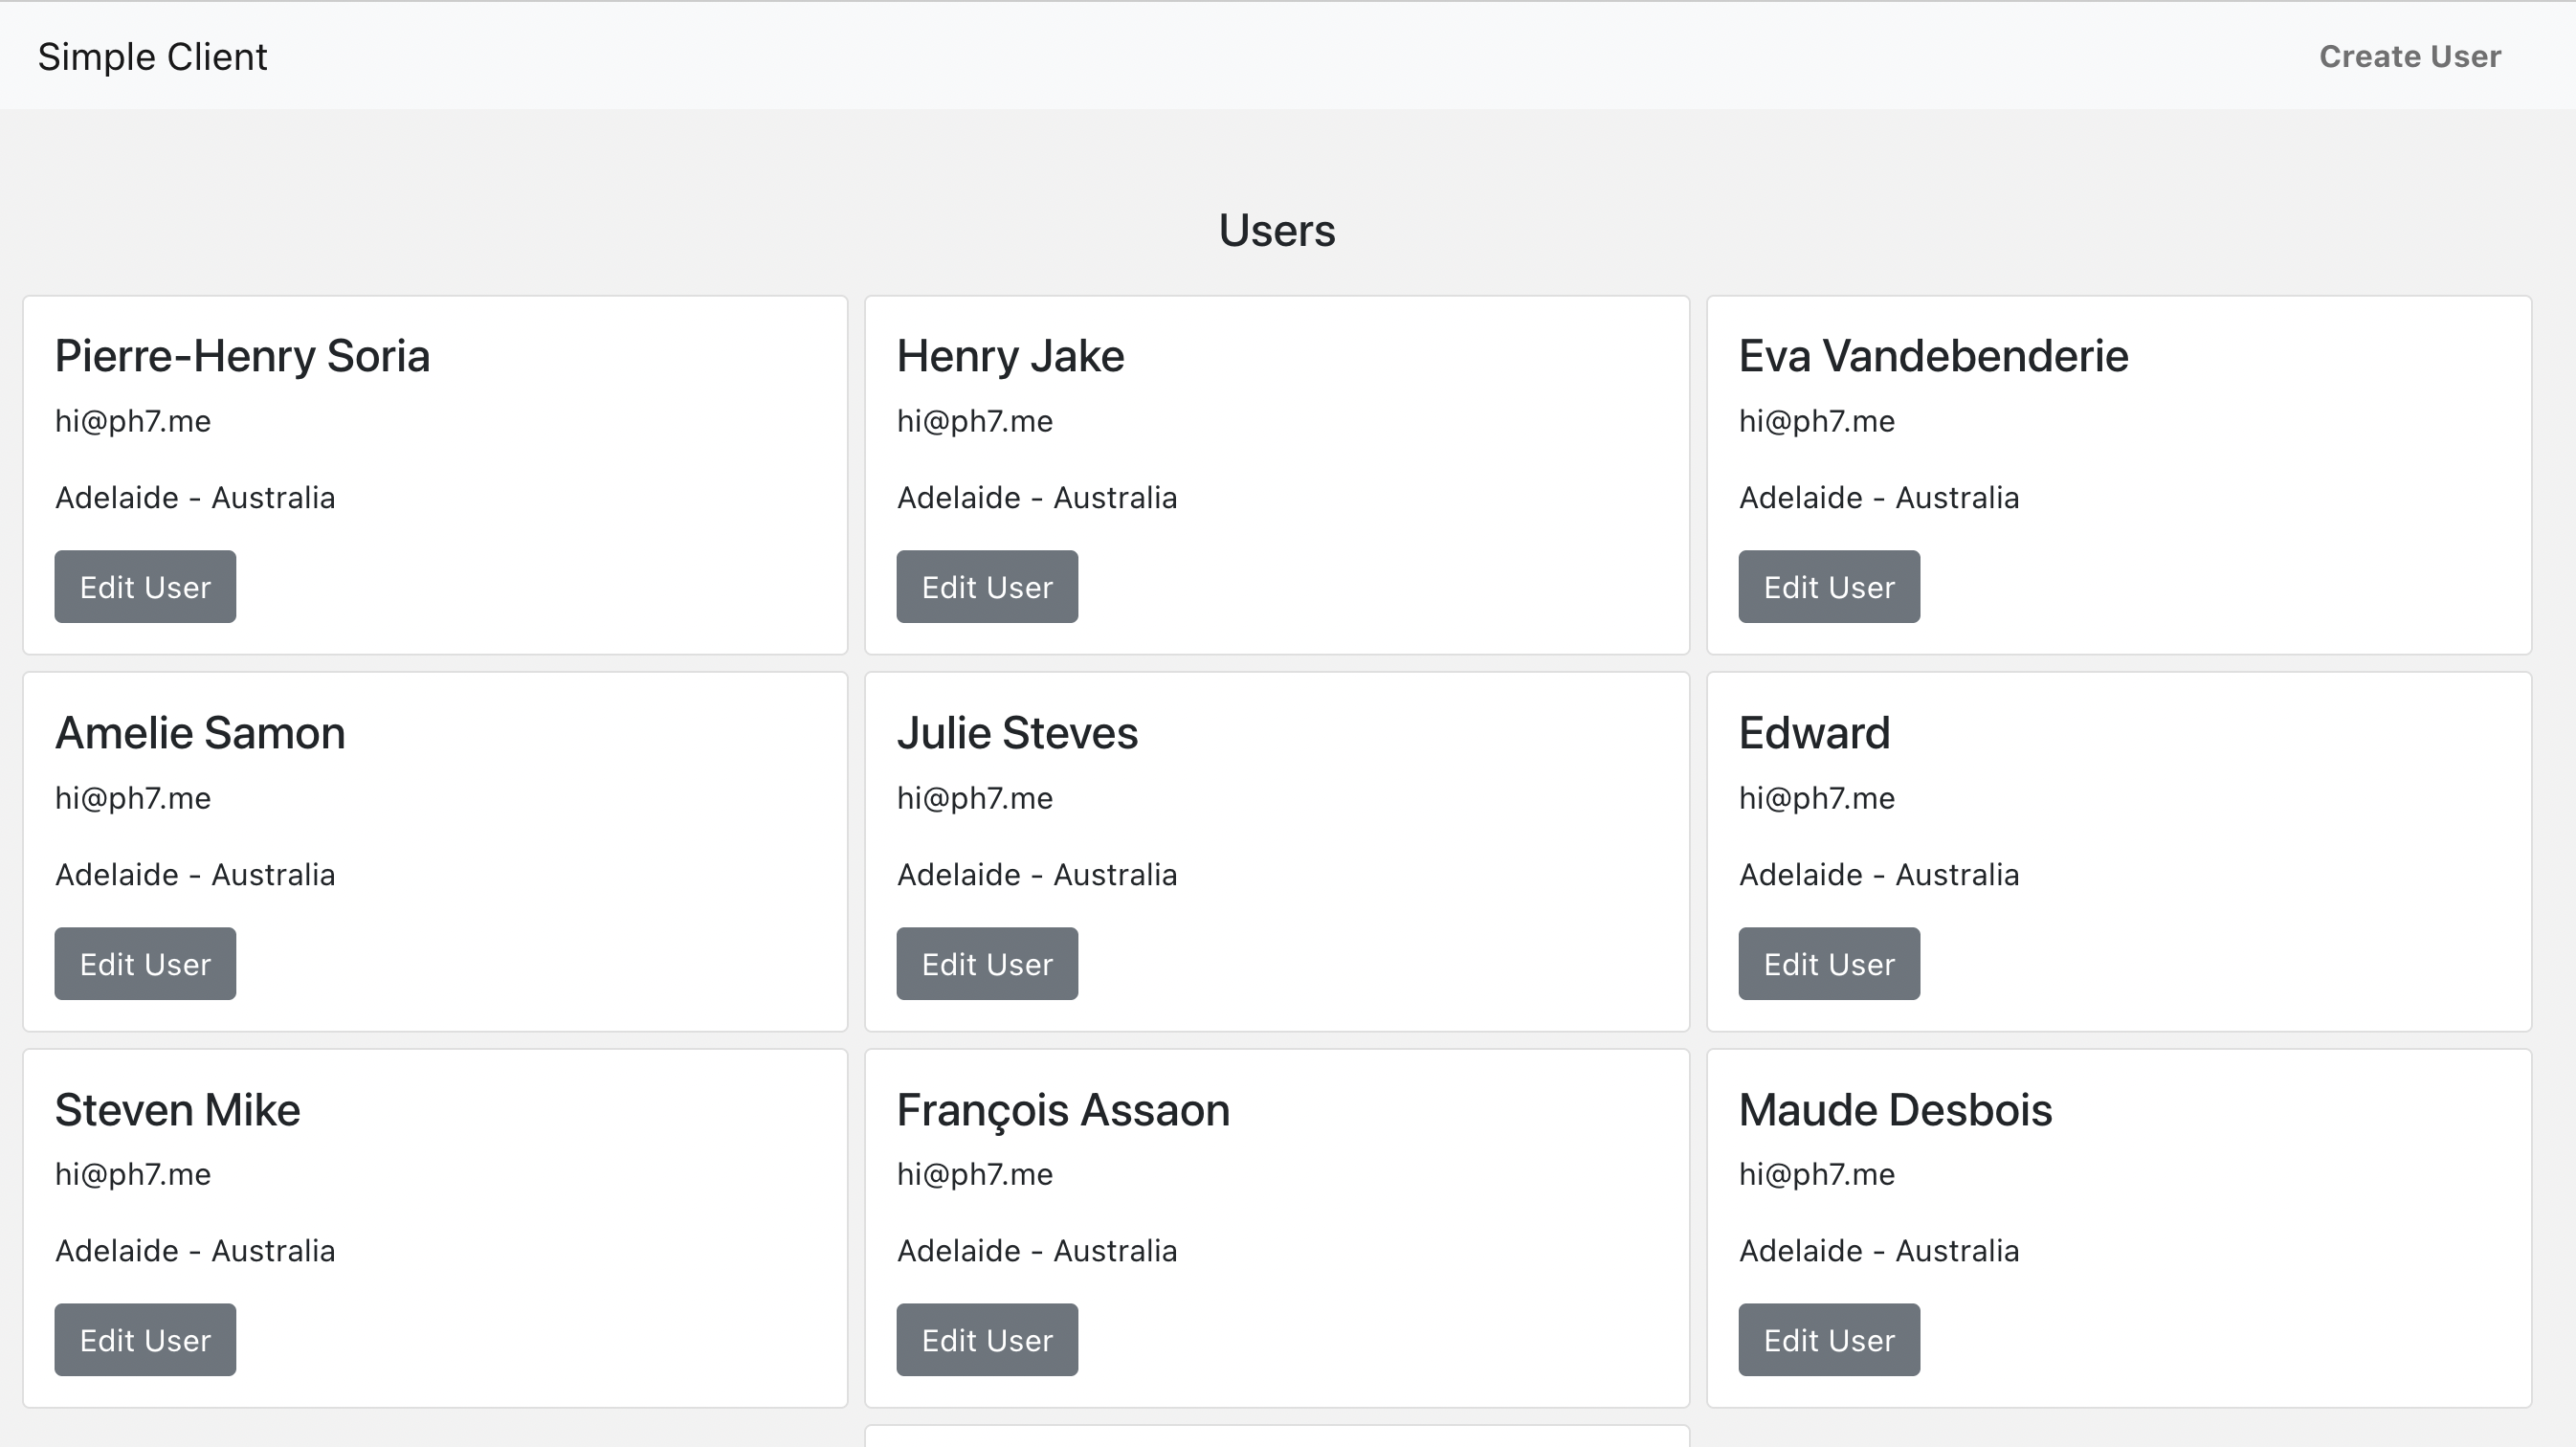 Simple Client
Create User
Users
Pierre-Henry Soria
hi@ph7.me
Adelaide - Australia
Edit User
Henry Jake
hi@ph7.me
Adelaide - Australia
Edit User
Eva Vandebenderie
hi@ph7.me
Adelaide - Australia
Edit User
Amelie Samon
hi@ph7.me
Adelaide - Australia
Edit User
Julie Steves
hi@ph7.me
Adelaide - Australia
Edit User
Edward
hi@ph7.me
Adelaide - Australia
Edit User
Steven Mike
hi@ph7.me
Adelaide - Australia
Edit User
François Assaon
hi@ph7.me
Adelaide - Australia
Edit User
Maude Desbois
hi@ph7.me
Adelaide - Australia
Edit User